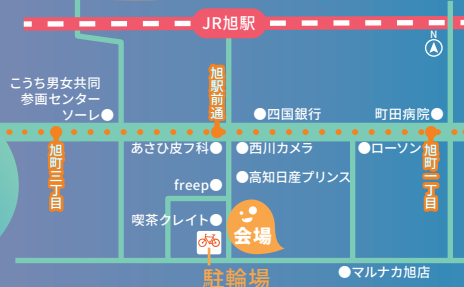 JR旭駅
N
こうち男女共同
参画センター
ソーレ
旭駅前通
四国銀行
町田病院
旭町三丁目
あさひ皮フ科
西川カメラ
ローソン
旭町一丁目
freep
高知日産プリンス
喫茶クレイト
会場
駐輪場
マルナカ旭店